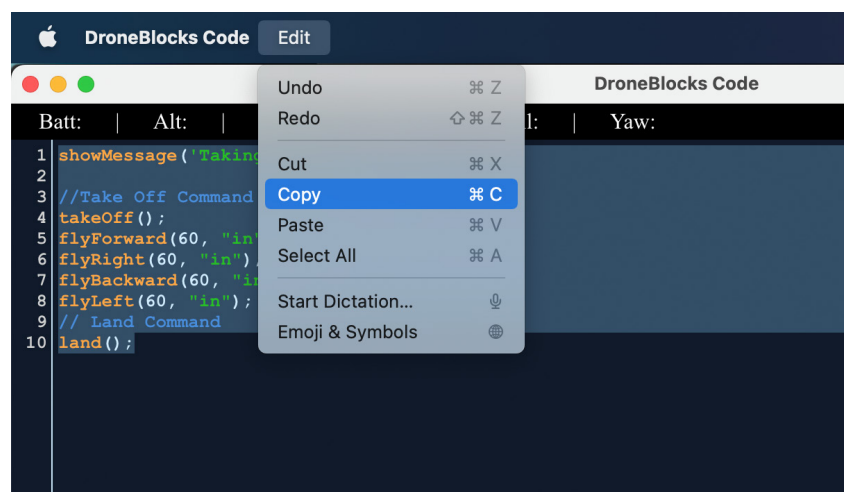 DroneBlocks Code Edit
DroneBlocks Code
Undo ⌘ Z
Redo ⇧ ⌘ Z
Cut ⌘ X
Copy ⌘ C
Paste ⌘ V
Select All ⌘ A
Start Dictation...
Emoji & Symbols
Batt: | Alt: | l: | Yaw:
1 showMessage('Taking
2
3 //Take Off Command
4 takeOff();
5 flyForward(60, "in"
6 flyRight(60, "in")
7 flyBackward(60, "in
8 flyLeft(60, "in");
9 // Land Command
10 land();